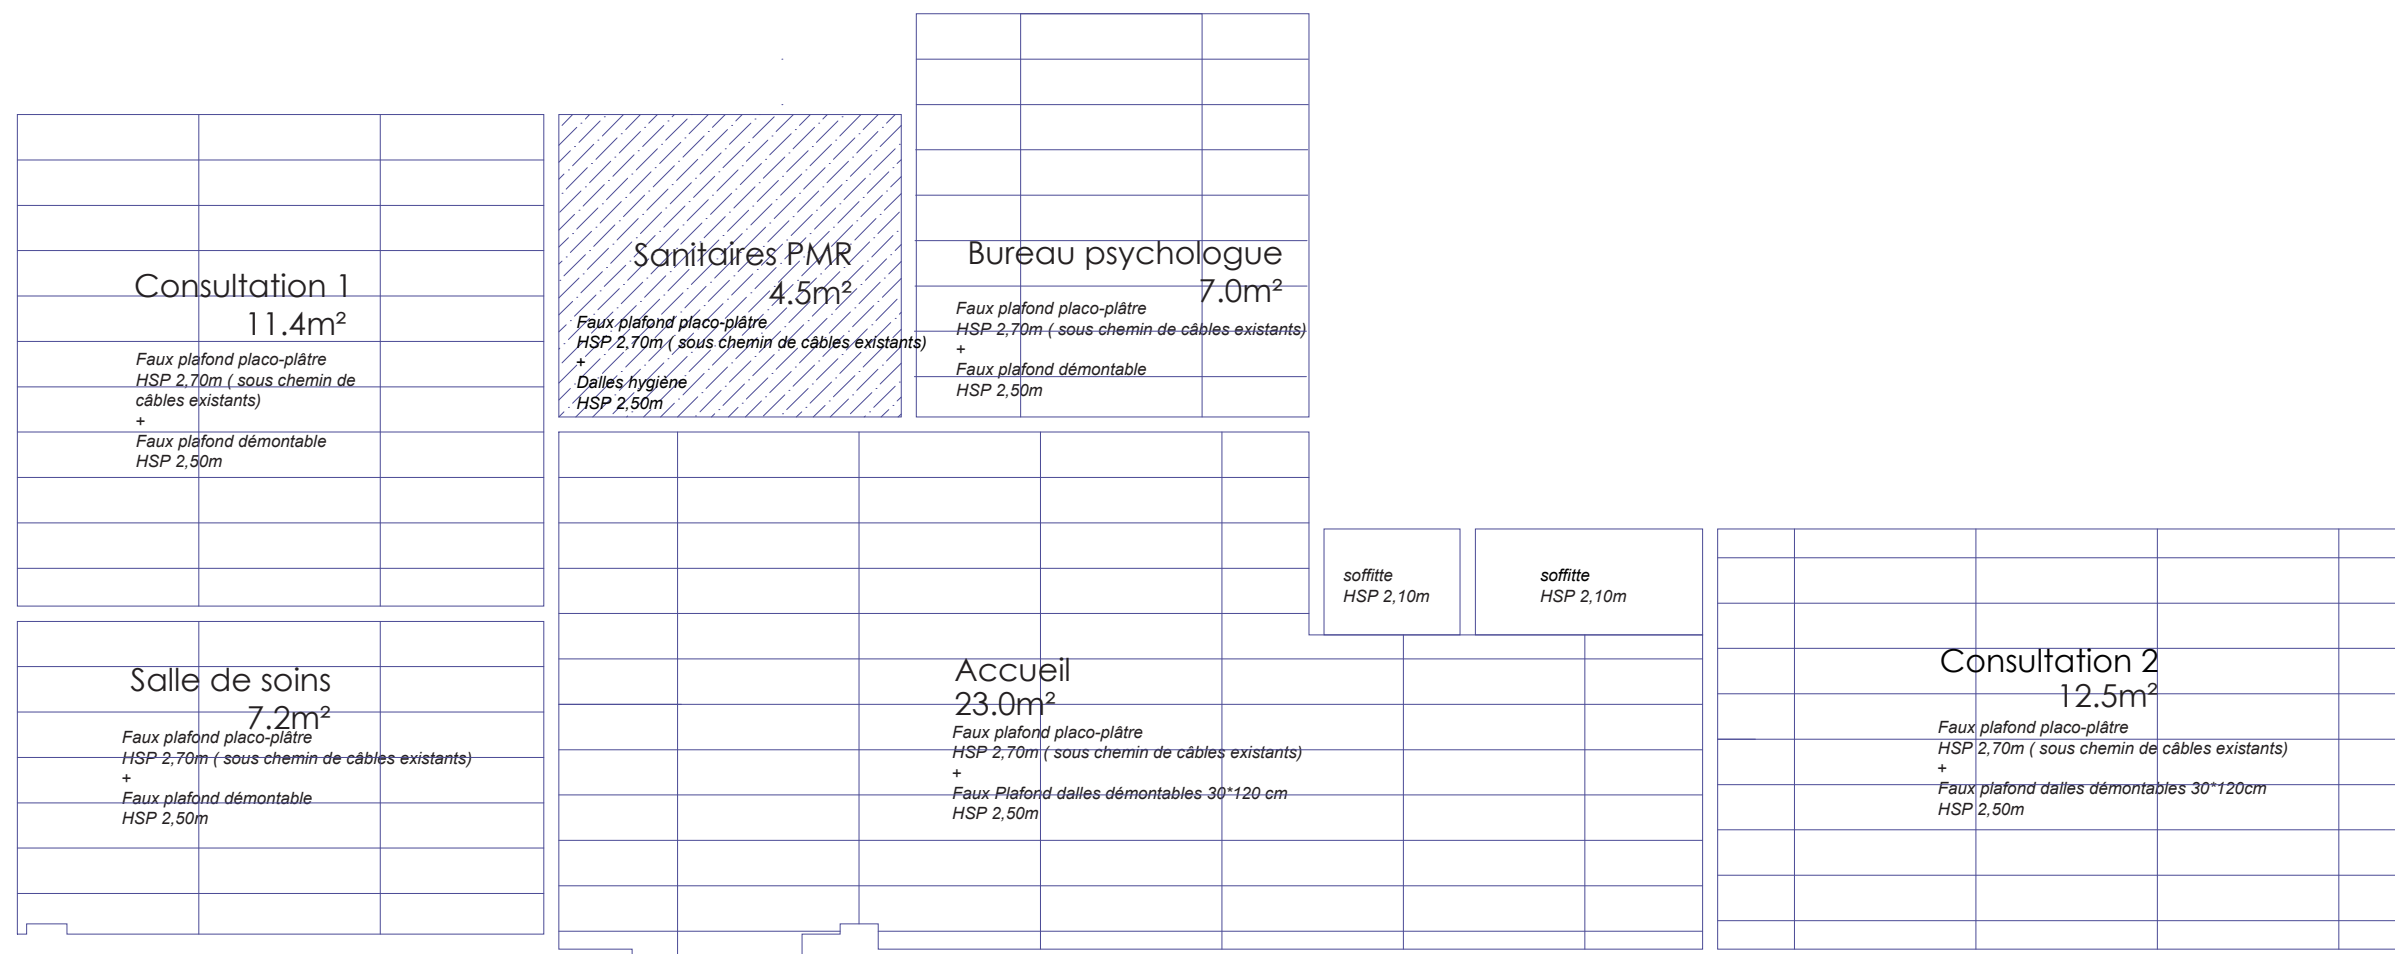 Consultation 1
11.4m²
Faux plafond placo-plâtre
HSP 2,70m ( sous chemin de
câbles existants)
+
Faux plafond démontable
HSP 2,50m
Sanitaires PMR
4.5m²
Faux plafond placo-plâtre
HSP 2,70m ( sous chemin de câbles existants)
+
Dalles hygiène
HSP 2,50m
Bureau psychologue
7.0m²
Faux plafond placo-plâtre
HSP 2,70m ( sous chemin de câbles existants)
+
Faux plafond démontable
HSP 2,50m
Salle de soins
7.2m²
Faux plafond placo-plâtre
HSP 2,70m ( sous chemin de câbles existants)
+
Faux plafond démontable
HSP 2,50m
Accueil
23.0m²
Faux plafond placo-plâtre
HSP 2,70m ( sous chemin de câbles existants)
+
Faux Plafond dalles démontables 30*120 cm
HSP 2,50m
soffitte
HSP 2,10m
soffitte
HSP 2,10m
Consultation 2
12.5m²
Faux plafond placo-plâtre
HSP 2,70m ( sous chemin de câbles existants)
+
Faux plafond dalles démontables 30*120cm
HSP 2,50m